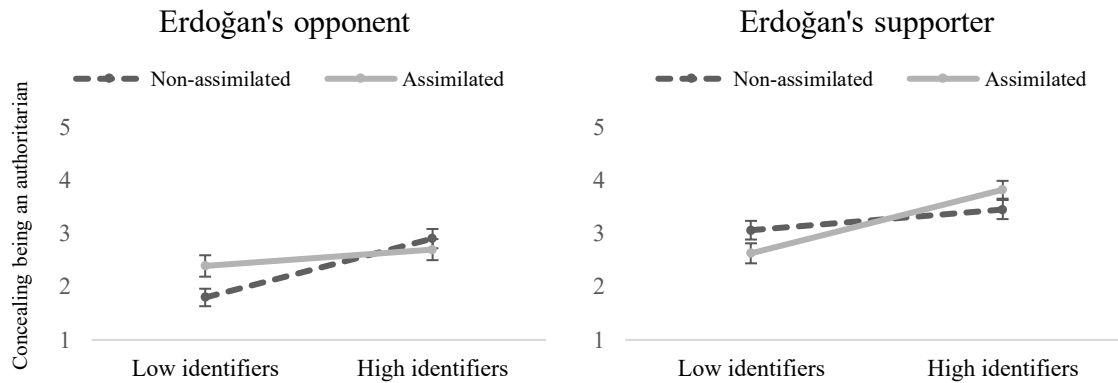 Erdoğan's opponent
Non-assimilated
Assimilated
Concealing being an authoritarian
5
4
3
2
1
Low identifiers
High identifiers
Erdoğan's supporter
Non-assimilated
Assimilated
5
4
3
2
1
Low identifiers
High identifiers